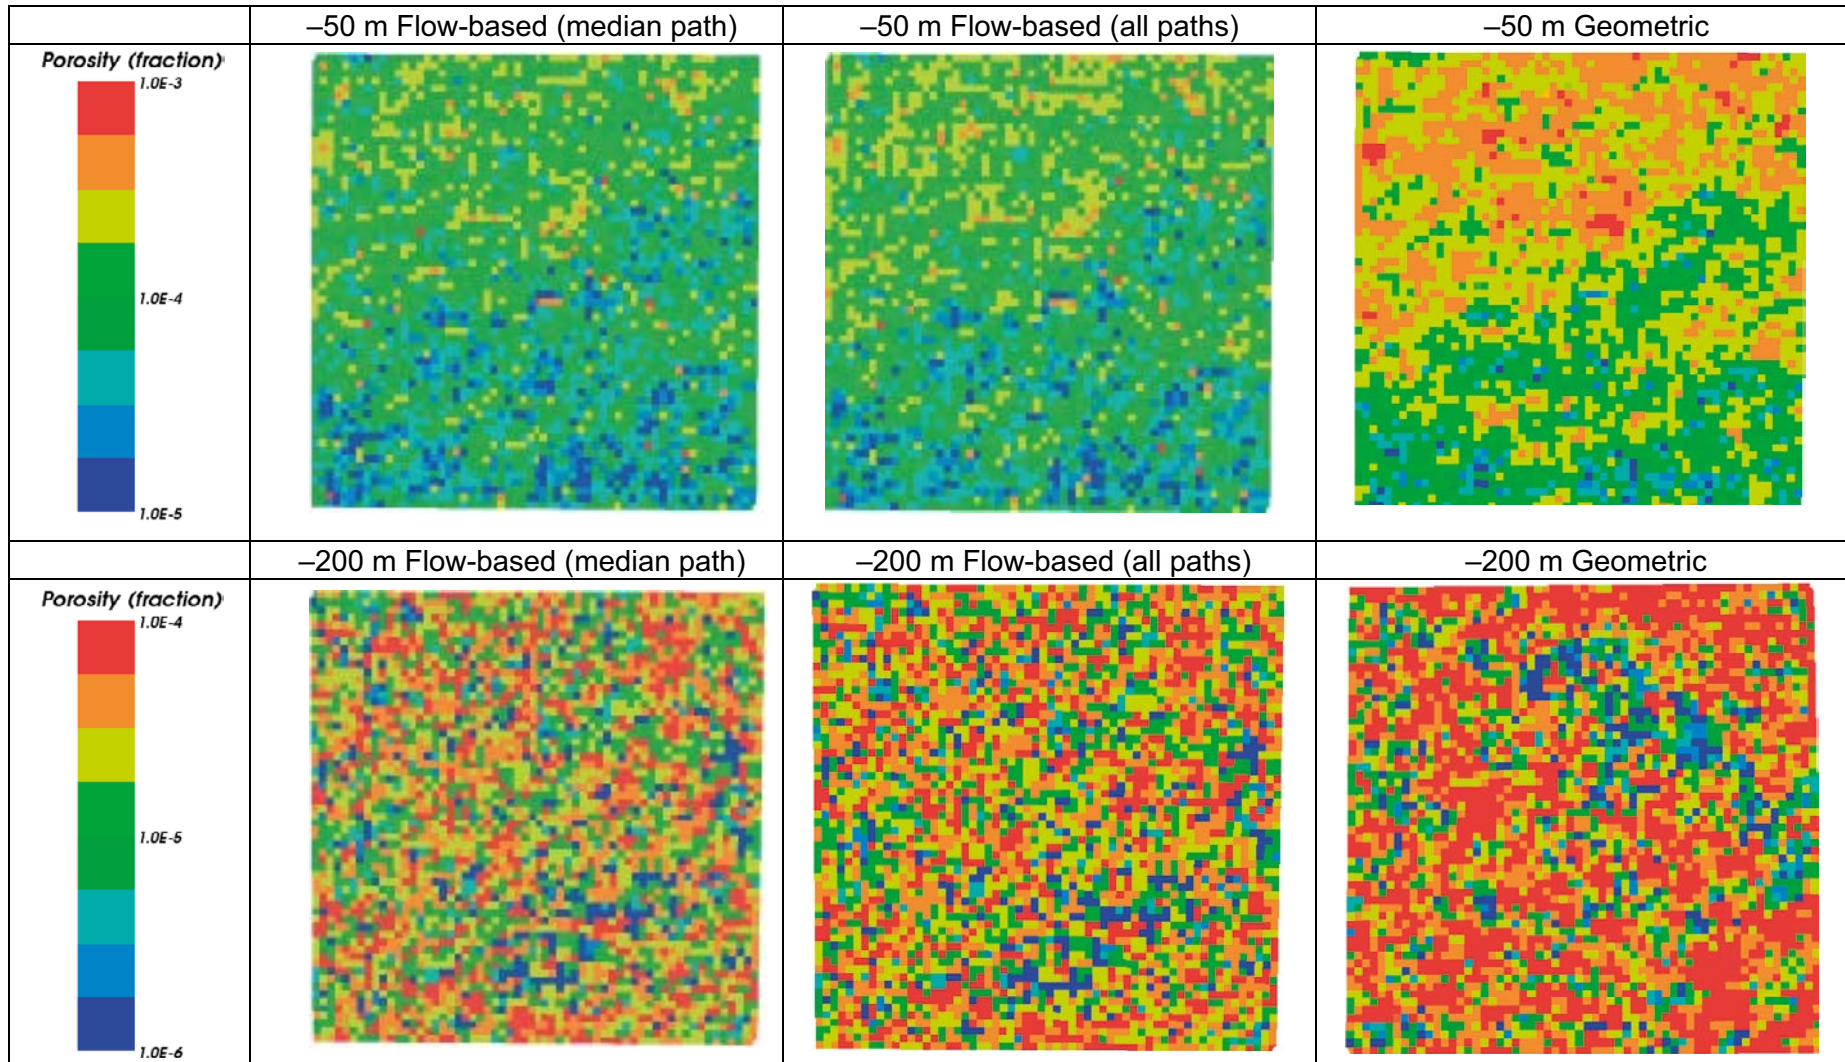 –50 m Flow-based (median path)
–50 m Flow-based (all paths)
–50 m Geometric
Porosity (fraction)
1.0E-3
1.0E-4
1.0E-5
–200 m Flow-based (median path)
–200 m Flow-based (all paths)
–200 m Geometric
Porosity (fraction)
1.0E-4
1.0E-5
1.0E-6